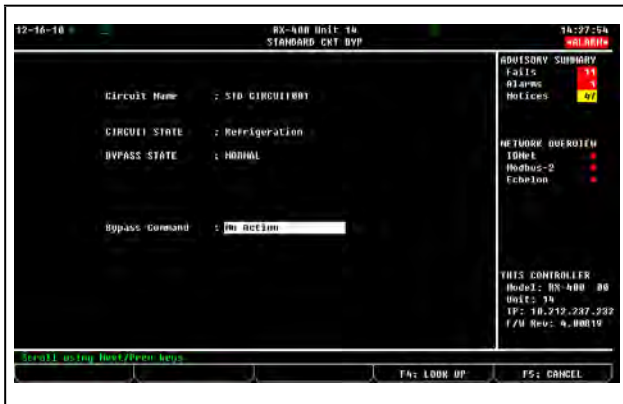 12-16-10 RX-400 Unit 14 14:27:54
STANDARD CKT BYP *ALARM*
ADVISORY SUMMARY
Fails 11
Alarms
Notices 47
Circuit Name : STD CIRCUIT001
CIRCUIT STATE : Refrigeration
BYPASS STATE : NORMAL
NETWORK OVERVIEW
IONet
Modbus-2
Echelon
Bypass Command : No Action
THIS CONTROLLER
Model: RX-400 00
Unit: 14
IP: 10.212.237.232
F/W Rev: 4.00B19
Scroll using Next/Prev keys
F4: LOOK UP F5: CANCEL